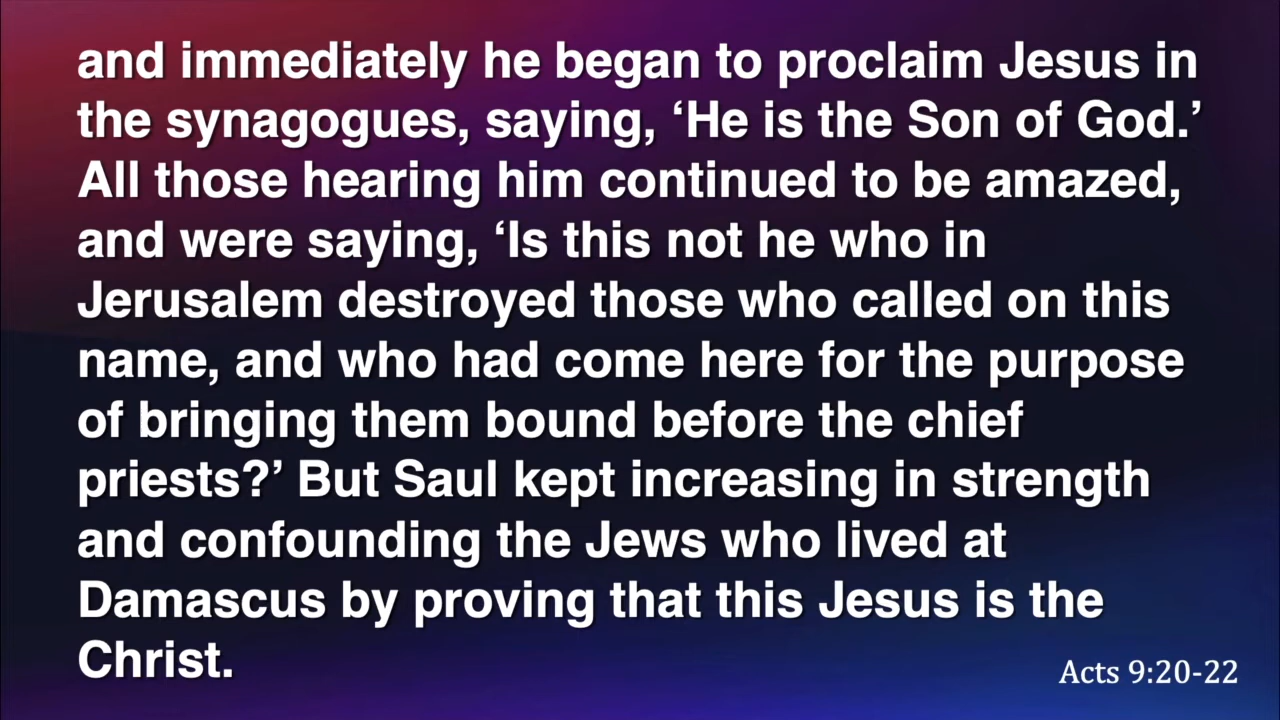 and immediately he began to proclaim Jesus in
the synagogues, saying, ‘He is the Son of God.’
All those hearing him continued to be amazed,
and were saying, ‘Is this not he who in
Jerusalem destroyed those who called on this
name, and who had come here for the purpose
of bringing them bound before the chief
priests?’ But Saul kept increasing in strength
and confounding the Jews who lived at
Damascus by proving that this Jesus is the
Christ.
Acts 9:20-22